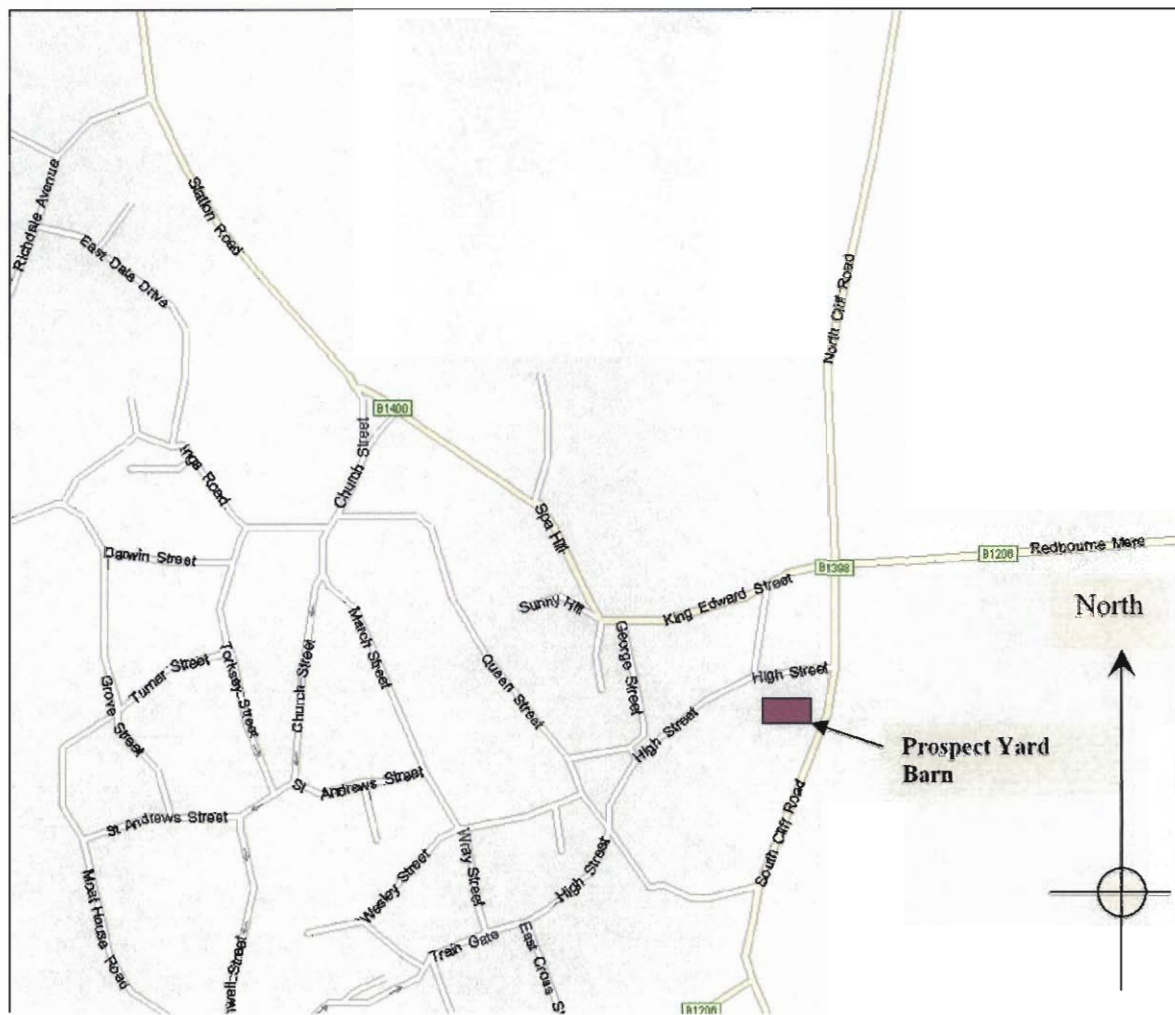 Station Road
Richdale Avenue
East Dale Drive
North Cliff Road
B1400
Church Street
Ings Road
Spa Hill
Darwin Street
B1398
B1206
Redbourne Mere
King Edward Street
Sunny Hill
North
March Street
George Street
Church Street
Queen Street
High Street
Turner Street
Torksey Street
Grove Street
High Street
Prospect Yard
Barn
St Andrews Street
St Andrews Street
South Cliff Road
Wray Street
Wesley Street
High Street
Moat House Road
Train Gate
East Cross S
well Street
B1206